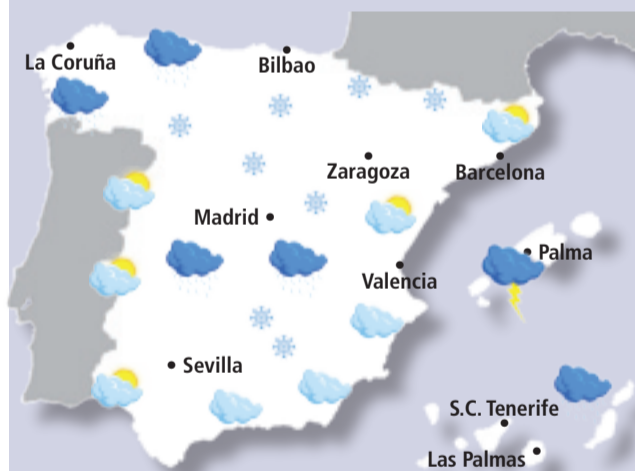 La Coruña
Bilbao
Zaragoza
Barcelona
Madrid
Palma
Valencia
Sevilla
S.C. Tenerife
Las Palmas